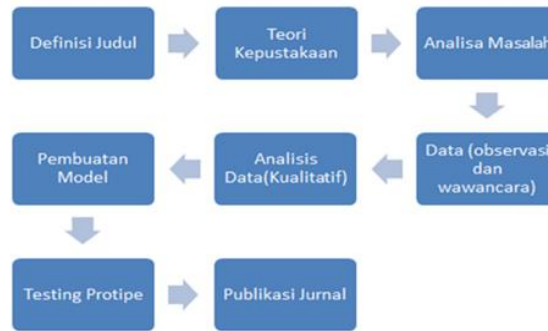 Definisi Judul
Teori
Kepustakaan
Analisa Masalah
Data (observasi
dan
wawancara)
Analisis
Data(Kualitatif)
Pembuatan
Model
Testing Protipe
Publikasi Jurnal